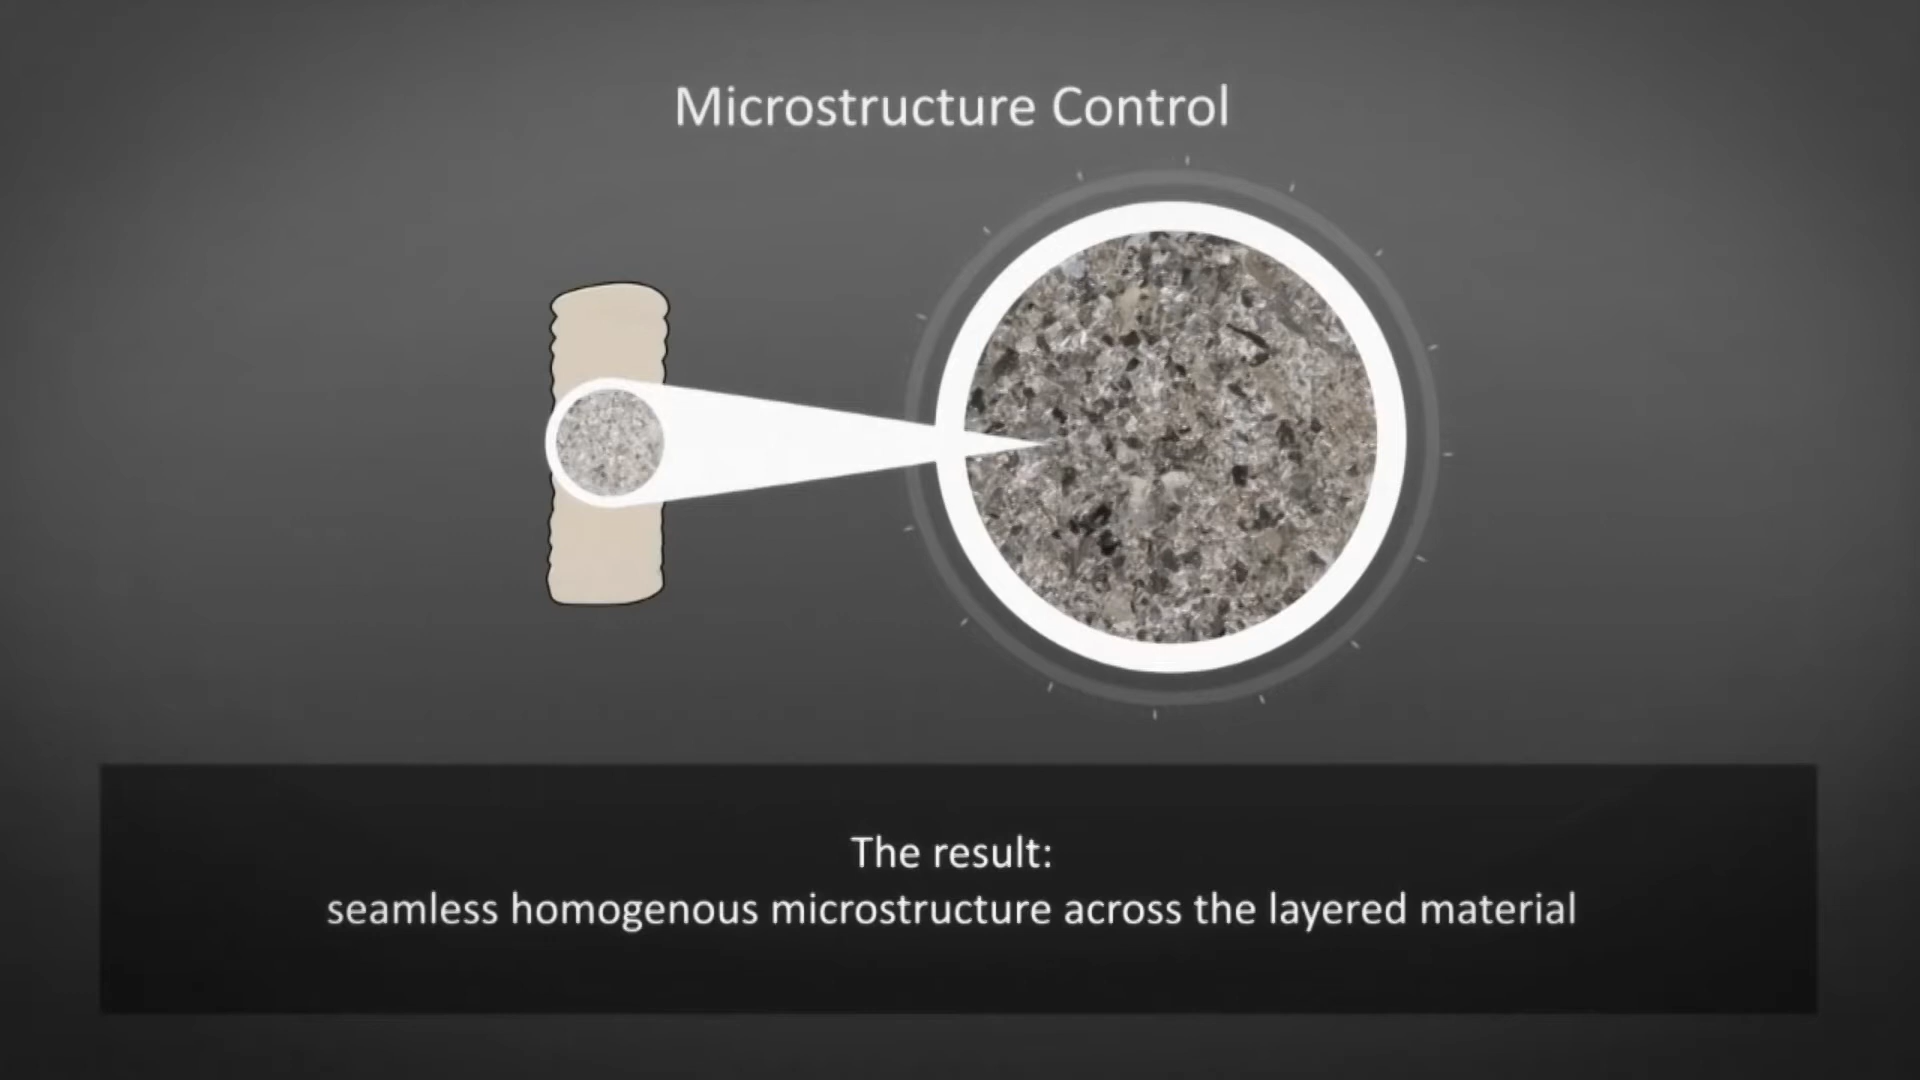 Microstructure Control
The result:
seamless homogenous microstructure across the layered material